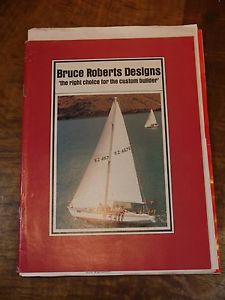 Bruce Roberts Designs
"the right choice for the custom builder"